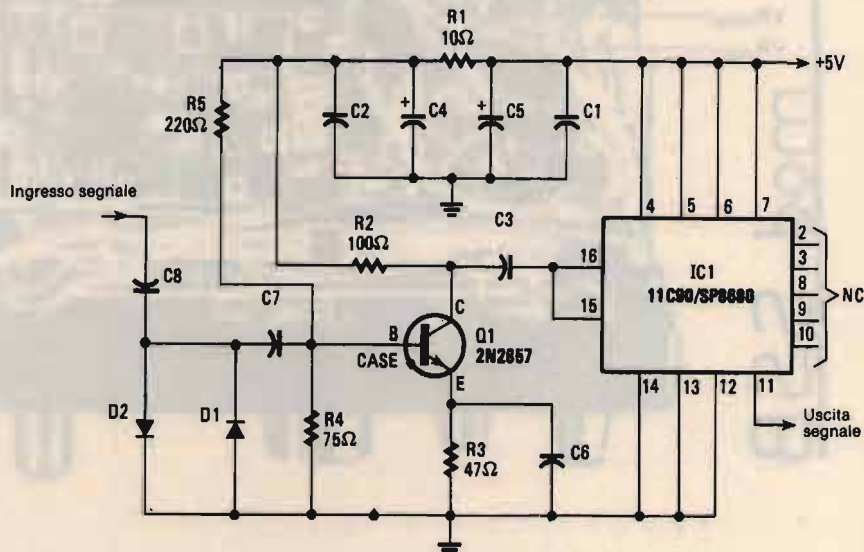 R1
10Ω
+5V
R5
220Ω
C2
+
C4
+
C5
C1
4
5
6
7
Ingresso segnale
R2
100Ω
C3
2
3
8
9
10
NC
16
15
IC1
11C90/SP8680
C8
C7
C
B
Q1
2N2857
CASE
E
14
13
12
11
D2
D1
R4
75Ω
R3
47Ω
C6
Uscita
segnale